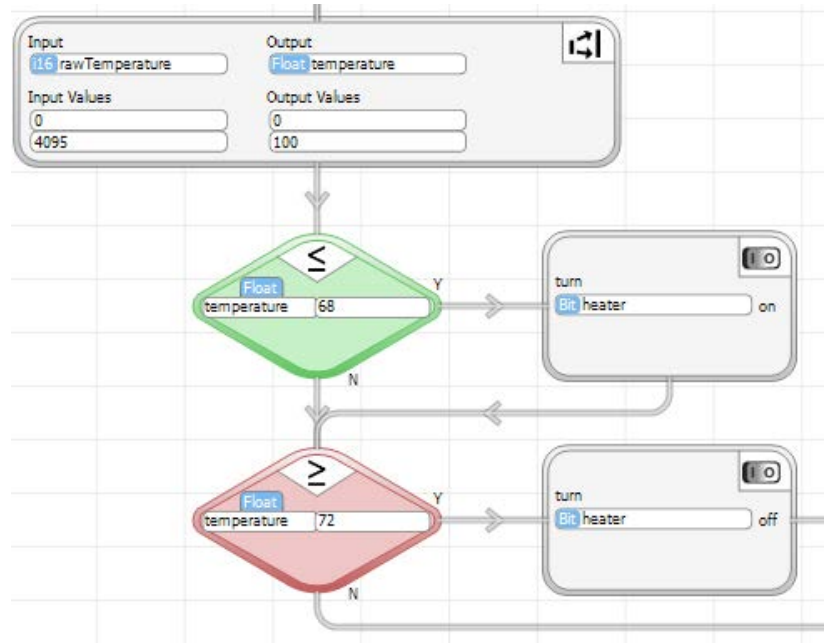 Input Output
i16 rawTemperature Float temperature
Input Values Output Values
0 0
4095 100
≤
Float
temperature 68
Y
N
turn
I O
Bit heater on
≥
Float
temperature 72
Y
N
turn
I O
Bit heater off